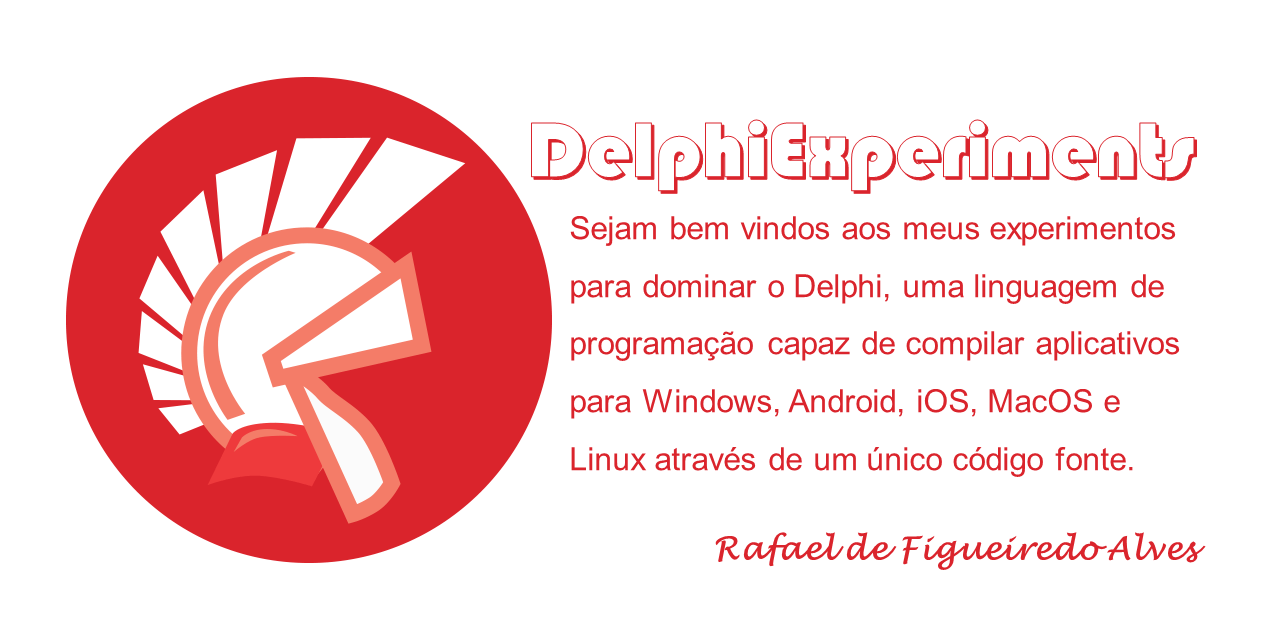 DelphiExperiments
Sejam bem vindos aos meus experimentos
para dominar o Delphi, uma linguagem de
programação capaz de compilar aplicativos
para Windows, Android, iOS, MacOS e
Linux através de um único código fonte.
Rafael de Figueiredo Alves